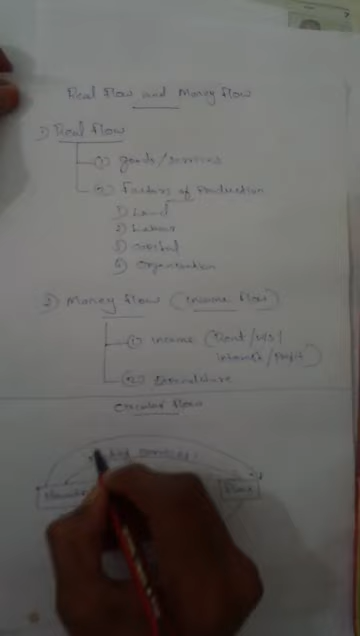 Real flow and Money flow
1) Real flow
(1) goods/services
(2) Factors of Production
1) Land
2) Labour
3) capital
4) organisation
2) Money flow (Income flow)
(1) income (Rent/
interest/Profit)
(2) Expenditure
Circular flow
services